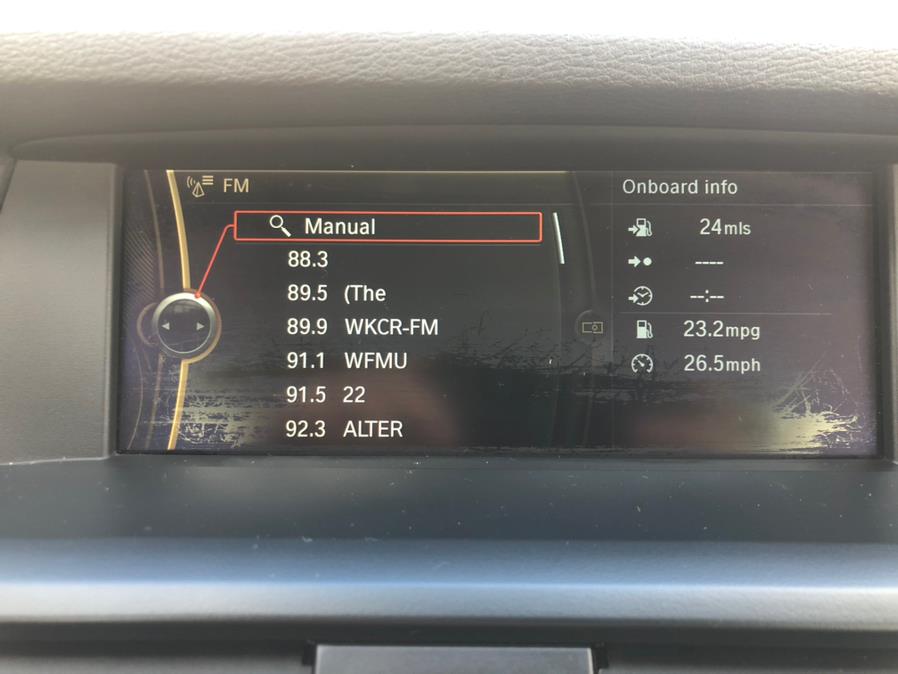 FM
Manual
88.3
89.5 (The
89.9 WKCR-FM
91.1 WFMU
91.5 22
92.3 ALTER
Onboard info
24mls
----
--:--
23.2mpg
26.5mph